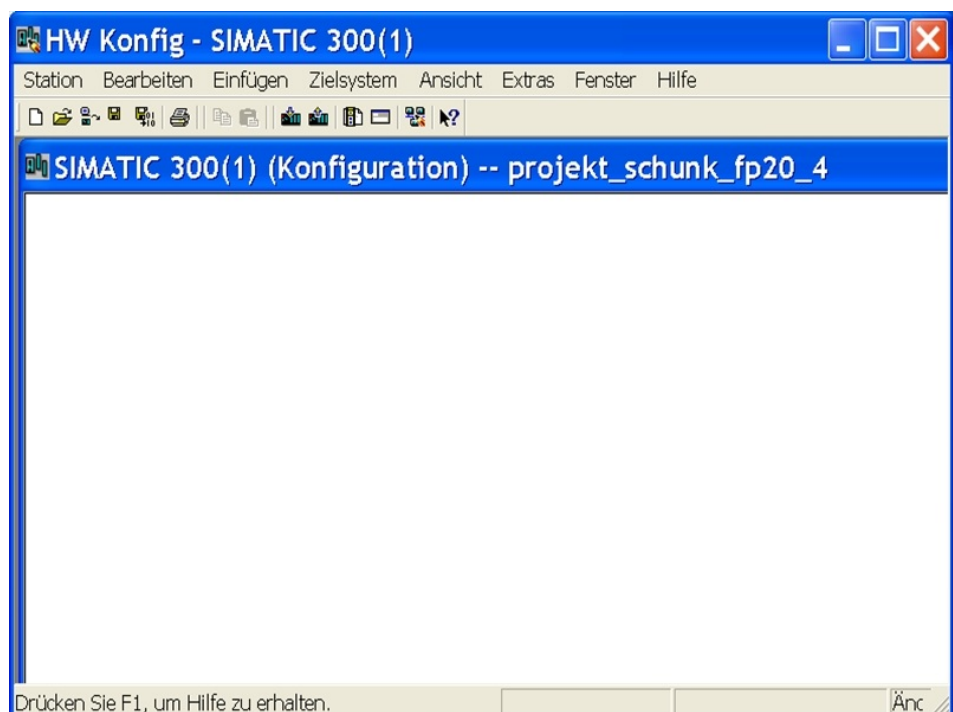 HW Konfig - SIMATIC 300(1)
Station Bearbeiten Einfügen Zielsystem Ansicht Extras Fenster Hilfe
SIMATIC 300(1) (Konfiguration) -- projekt_schunk_fp20_4
Drücken Sie F1, um Hilfe zu erhalten. Änc